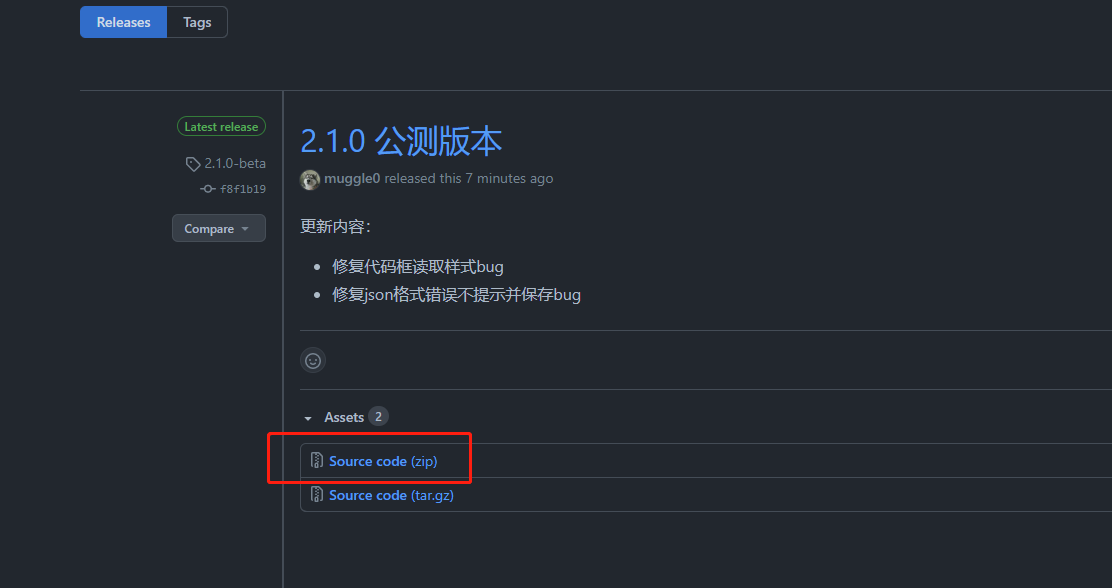 Releases Tags
Latest release
2.1.0-beta
f8f1b19
Compare
2.1.0 公测版本
muggle0 released this 7 minutes ago
更新内容：
修复代码框读取样式bug
修复json格式错误不提示并保存bug
Assets 2
Source code (zip)
Source code (tar.gz)